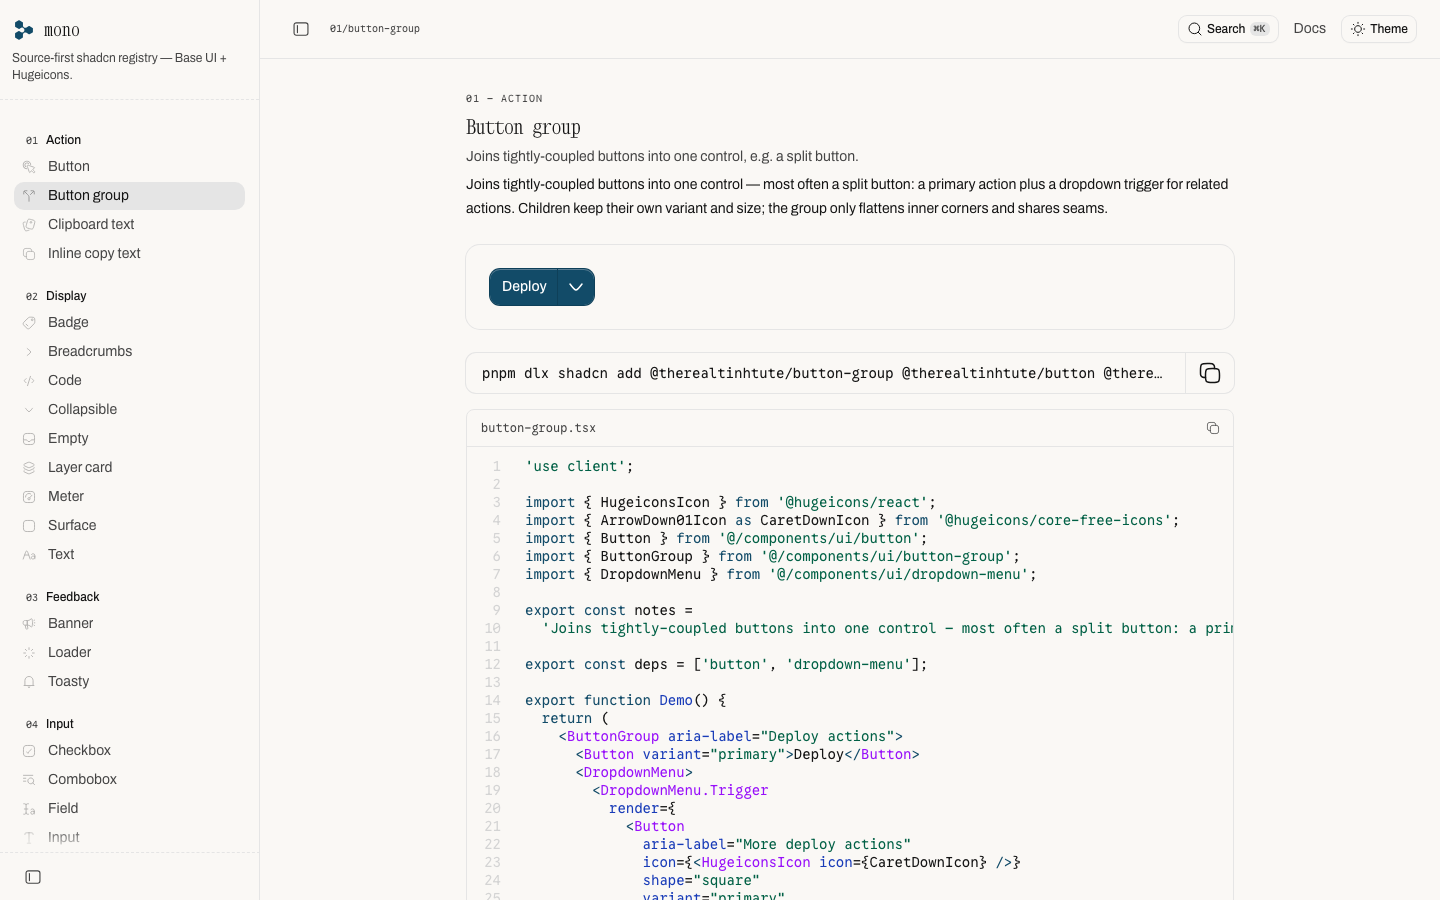 mono
Source-first shadcn registry — Base UI +
Hugeicons.
01 Action
Button
Button group
Clipboard text
Inline copy text
02 Display
Badge
Breadcrumbs
Code
Collapsible
Empty
Layer card
Meter
Surface
Text
03 Feedback
Banner
Loader
Toasty
04 Input
Checkbox
Combobox
Field
Input
01/button-group
Search ⌘K
Docs
Theme
01 — ACTION
Button group
Joins tightly-coupled buttons into one control, e.g. a split button.
Joins tightly-coupled buttons into one control — most often a split button: a primary action plus a dropdown trigger for related
actions. Children keep their own variant and size; the group only flattens inner corners and shares seams.
Deploy
pnpm dlx shadcn add @therealtinhtute/button-group @therealtinhtute/button @there…
button-group.tsx
1 'use client';
2
3 import { HugeiconsIcon } from '@hugeicons/react';
4 import { ArrowDown01Icon as CaretDownIcon } from '@hugeicons/core-free-icons';
5 import { Button } from '@/components/ui/button';
6 import { ButtonGroup } from '@/components/ui/button-group';
7 import { DropdownMenu } from '@/components/ui/dropdown-menu';
8
9 export const notes =
10 'Joins tightly-coupled buttons into one control — most often a split button: a prim
11
12 export const deps = ['button', 'dropdown-menu'];
13
14 export function Demo() {
15 return (
16 <ButtonGroup aria-label="Deploy actions">
17 <Button variant="primary">Deploy</Button>
18 <DropdownMenu>
19 <DropdownMenu.Trigger
20 render={
21 <Button
22 aria-label="More deploy actions"
23 icon={<HugeiconsIcon icon={CaretDownIcon} />}
24 shape="square"
25 variant="primary"